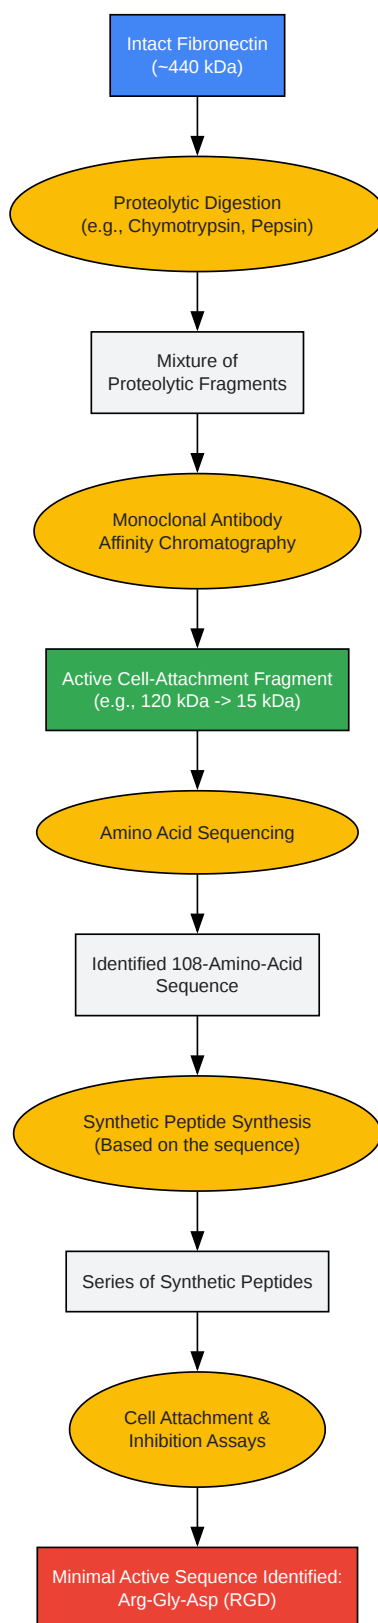 Intact Fibronectin
(~440 kDa)
Proteolytic Digestion
(e.g., Chymotrypsin, Pepsin)
Mixture of
Proteolytic Fragments
Monoclonal Antibody
Affinity Chromatography
Active Cell-Attachment Fragment
(e.g., 120 kDa -> 15 kDa)
Amino Acid Sequencing
Identified 108-Amino-Acid
Sequence
Synthetic Peptide Synthesis
(Based on the sequence)
Series of Synthetic Peptides
Cell Attachment &
Inhibition Assays
Minimal Active Sequence Identified:
Arg-Gly-Asp (RGD)